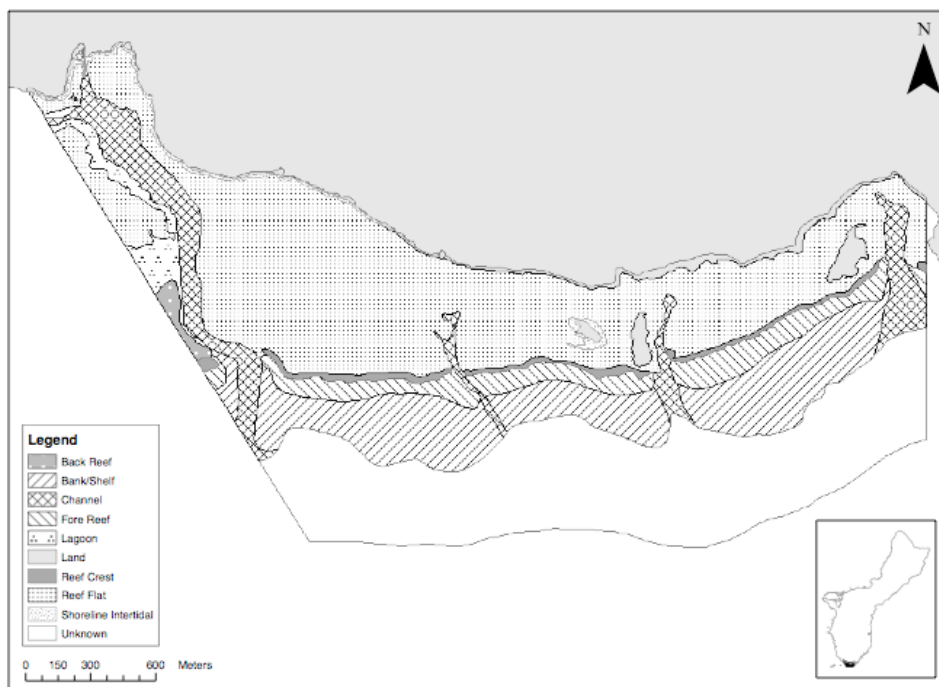 N
Legend
Back Reef
Bank/Shelf
Channel
Fore Reef
Lagoon
Land
Reef Crest
Reef Flat
Shoreline Intertidal
Unknown
0 150 300 600 Meters